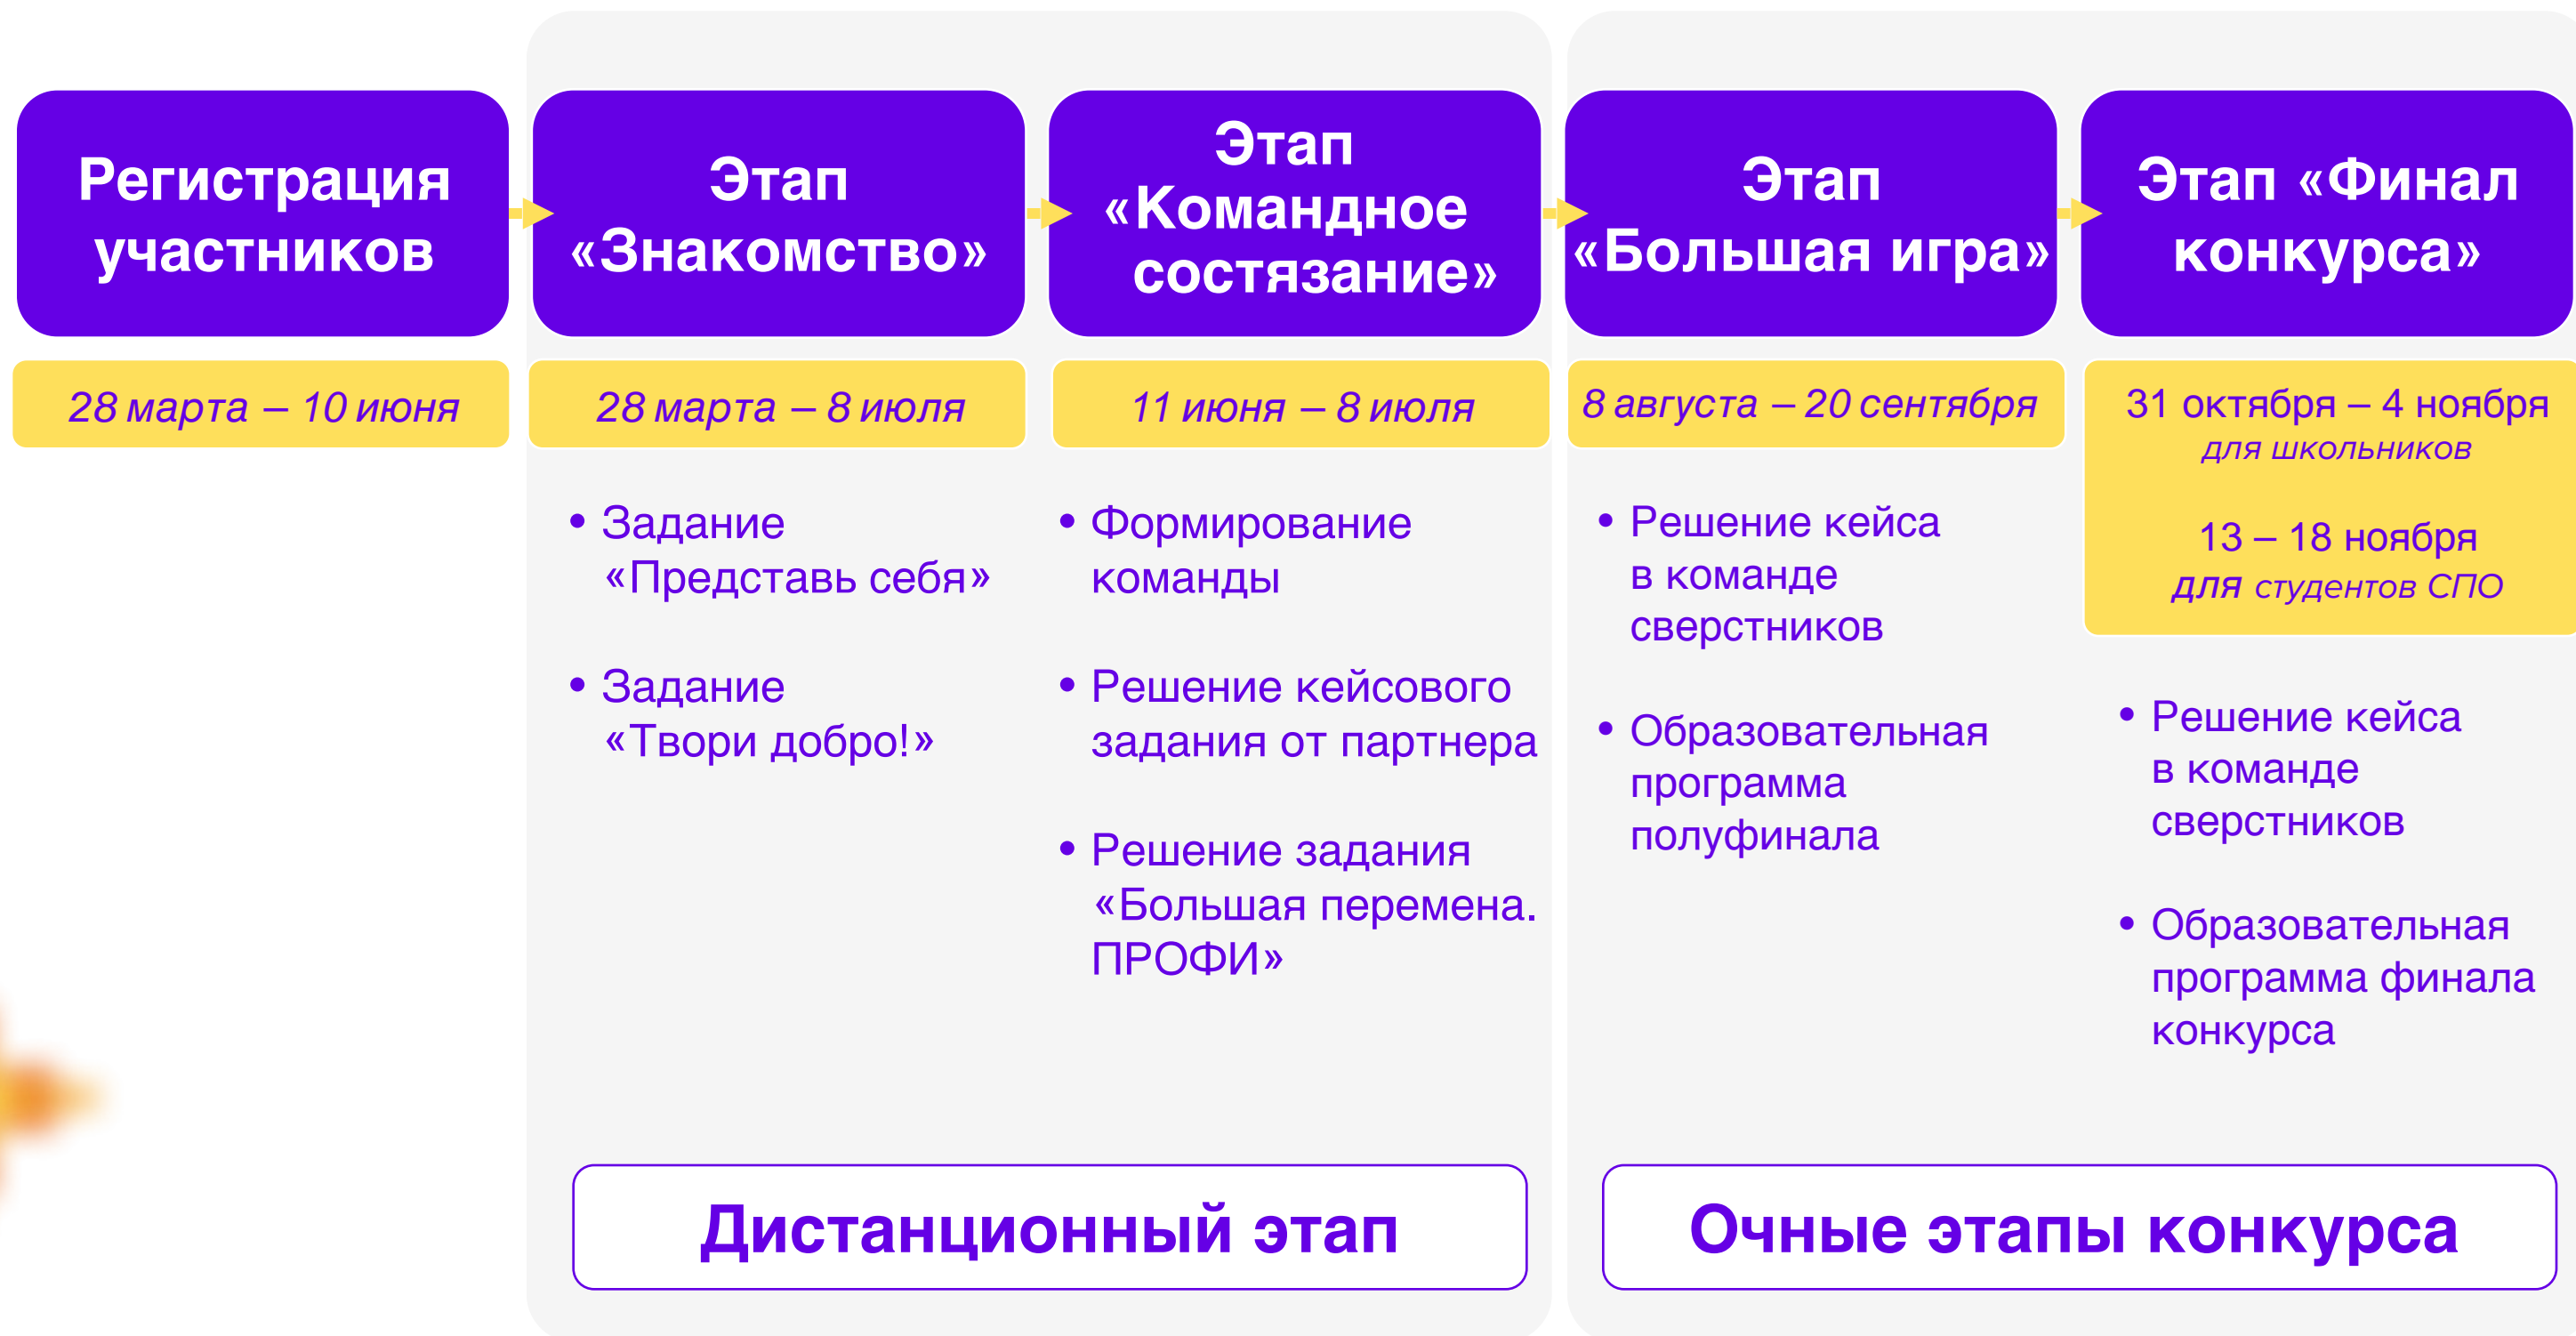 Регистрация
участников
28 марта – 10 июня
Этап
«Знакомство»
28 марта – 8 июля
• Задание
«Представь себя»
• Задание
«Твори добро!»
Этап
«Командное
состязание»
11 июня – 8 июля
• Формирование
команды
• Решение кейсового
задания от партнера
• Решение задания
«Большая перемена.
ПРОФИ»
Дистанционный этап
Этап
«Большая игра»
8 августа – 20 сентября
• Решение кейса
в команде
сверстников
• Образовательная
программа
полуфинала
Этап «Финал
конкурса»
31 октября – 4 ноября
для школьников
13 – 18 ноября
для студентов СПО
• Решение кейса
в команде
сверстников
• Образовательная
программа финала
конкурса
Очные этапы конкурса